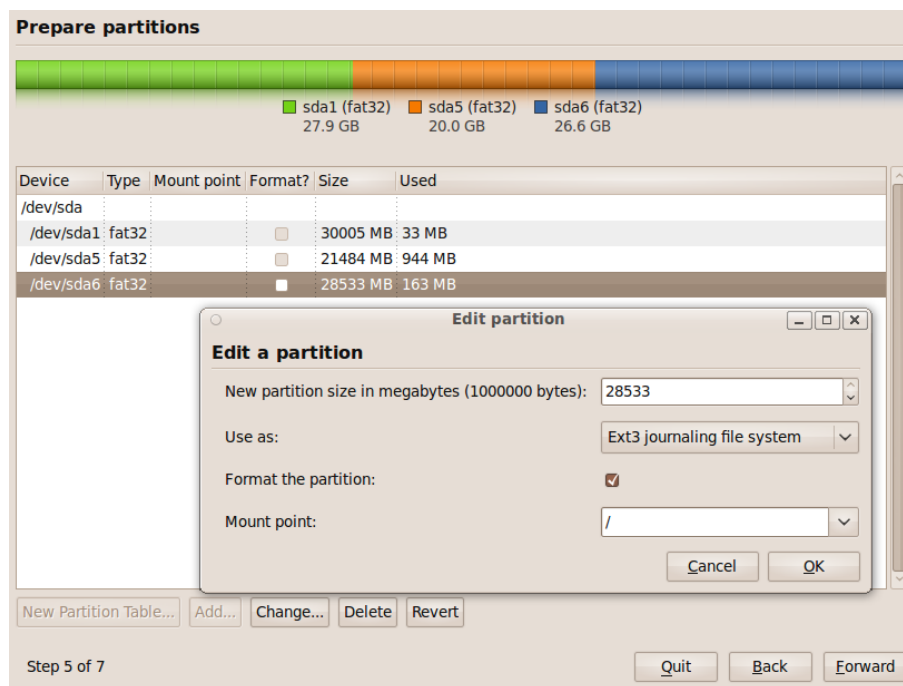 Prepare partitions
sda1 (fat32) sda5 (fat32) sda6 (fat32)
27.9 GB 20.0 GB 26.6 GB
Device Type Mount point Format? Size Used
/dev/sda
/dev/sda1 fat32 30005 MB 33 MB
/dev/sda5 fat32 21484 MB 944 MB
/dev/sda6 fat32 28533 MB 163 MB
Edit partition
Edit a partition
New partition size in megabytes (1000000 bytes): 28533
Use as: Ext3 journaling file system
Format the partition:
Mount point: /
Cancel OK
New Partition Table... Add... Change... Delete Revert
Step 5 of 7 Quit Back Forward